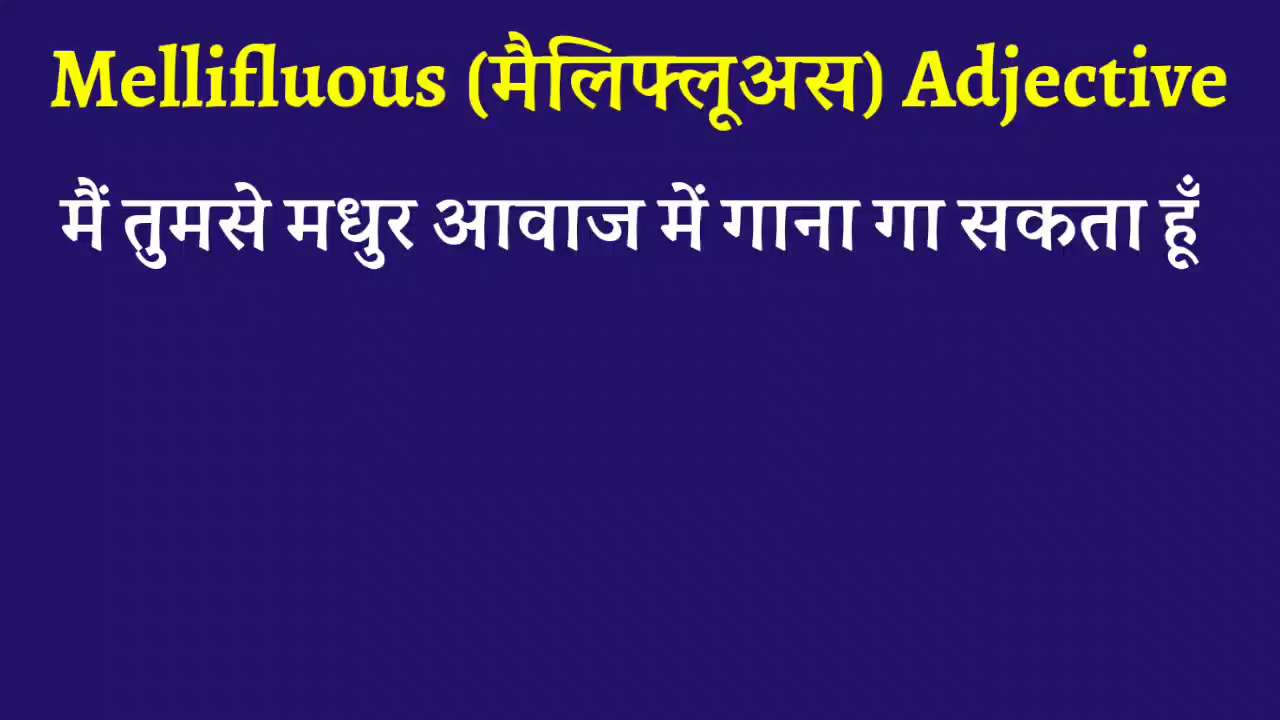 Mellifluous (मैलिफ्लूअस) Adjective
मैं तुमसे मधुर आवाज में गाना गा सकता हूँ